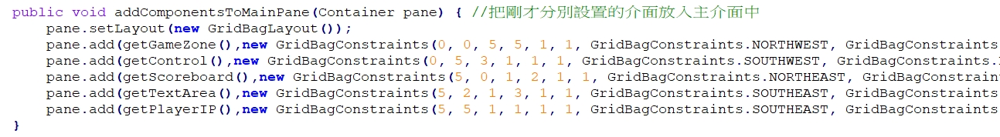 public void addComponentsToMainPane(Container pane) { //把剛才分別設置的介面放入主介面中
pane.setLayout(new GridBagLayout());
pane.add(getGameZone(),new GridBagConstraints(0, 0, 5, 5, 1, 1, GridBagConstraints.NORTHWEST, GridBagConstraints
pane.add(getControl(),new GridBagConstraints(0, 5, 3, 1, 1, 1, GridBagConstraints.SOUTHWEST, GridBagConstraints.
pane.add(getScoreboard(),new GridBagConstraints(5, 0, 1, 2, 1, 1, GridBagConstraints.NORTHEAST, GridBagConstrain
pane.add(getTextArea(),new GridBagConstraints(5, 2, 1, 3, 1, 1, GridBagConstraints.SOUTHEAST, GridBagConstraints
pane.add(getPlayerIP(),new GridBagConstraints(5, 5, 1, 1, 1, 1, GridBagConstraints.SOUTHEAST, GridBagConstraints
}